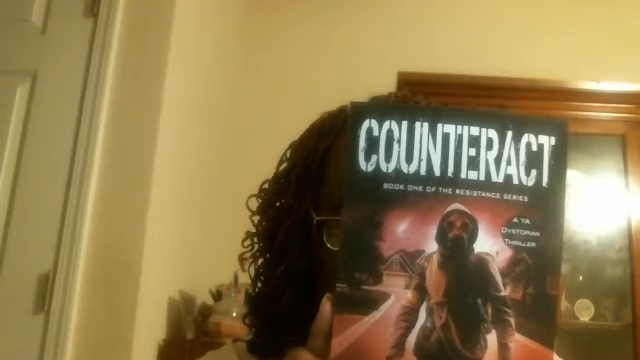 COUNTERACT
BOOK ONE OF THE RESISTANCE SERIES
A YA
DYSTOPIAN
THRILLER